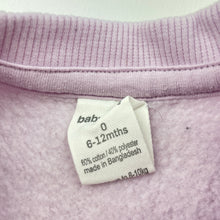 bab
0
6-12mths
60% cotton / 40% polyester
made in Bangladesh
to 8-10kg